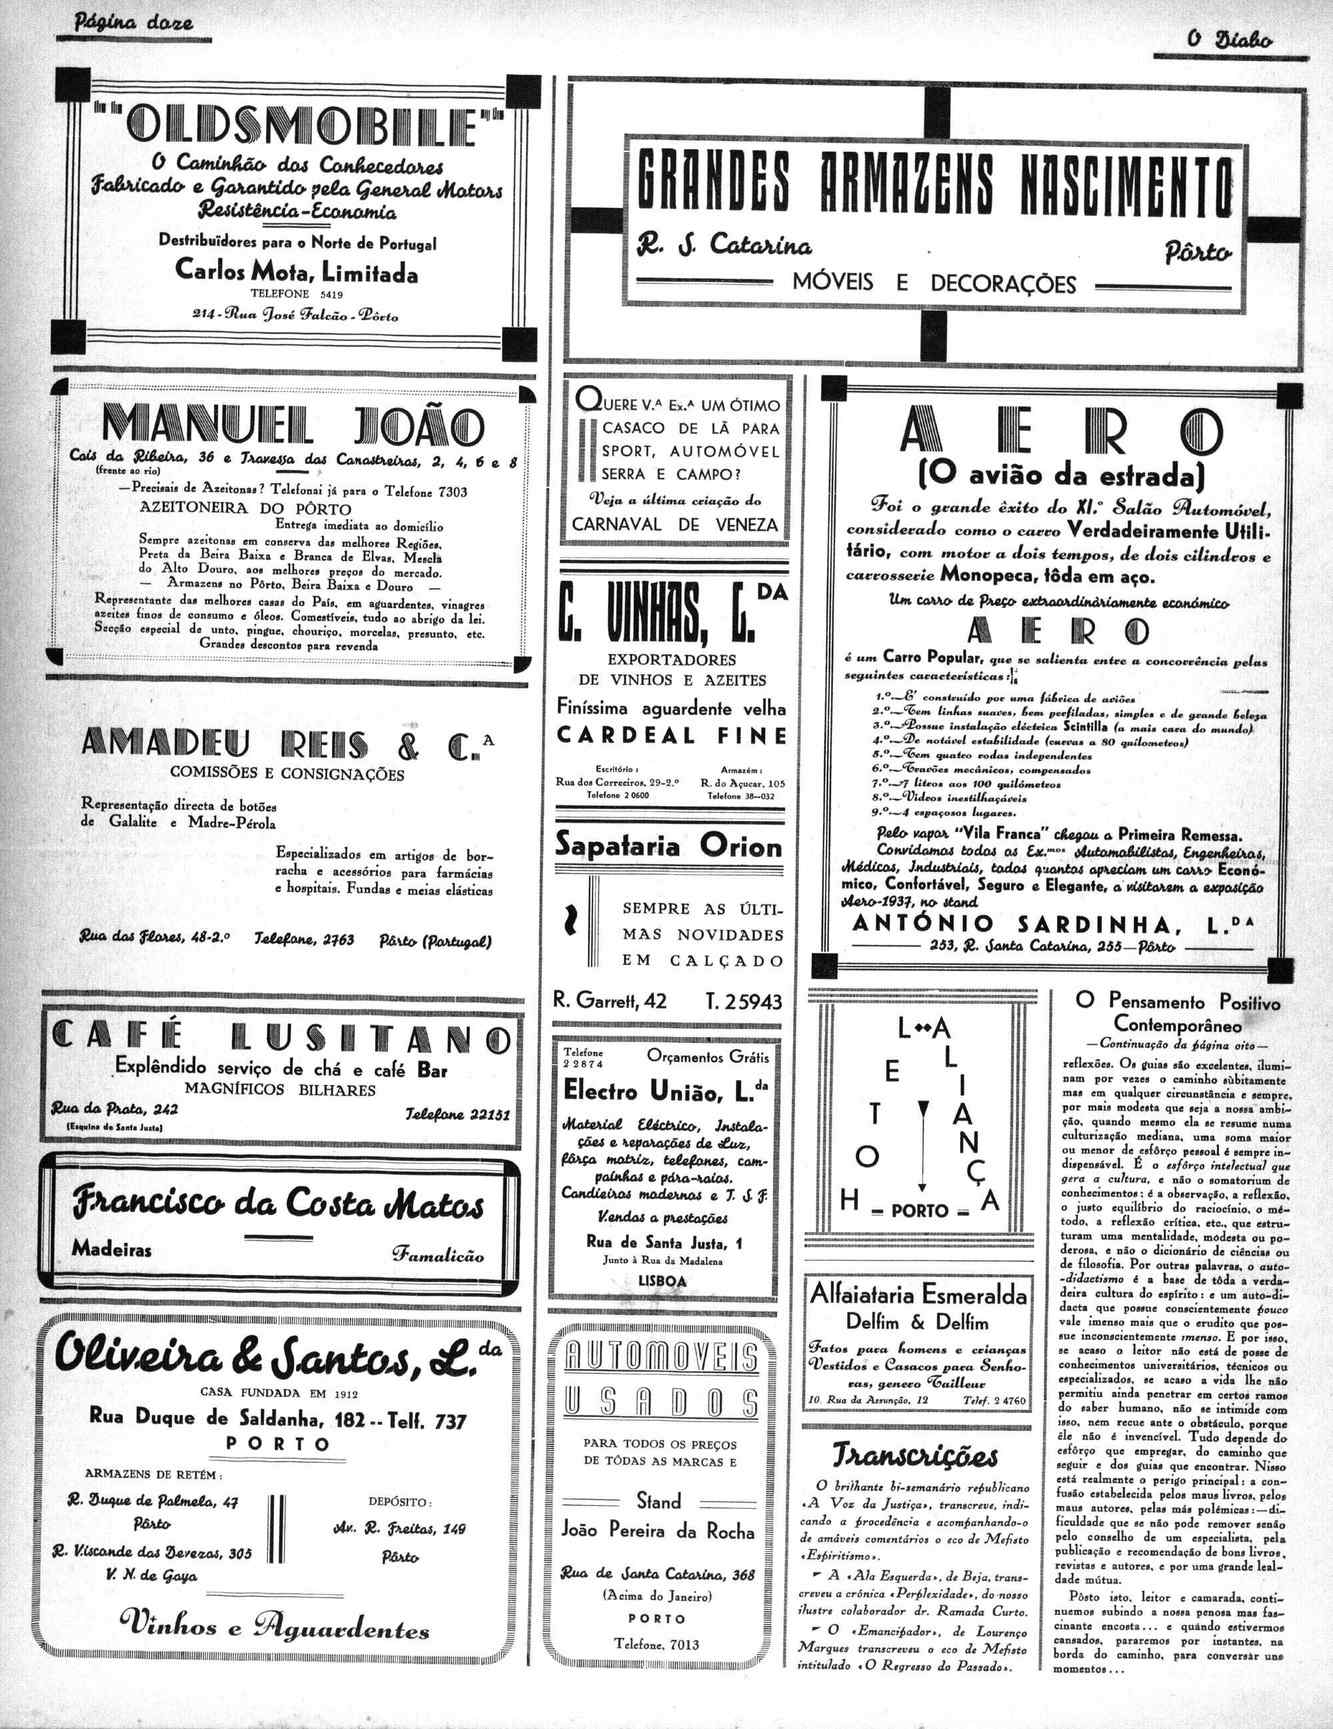 Página doze
O Diabo
""OLDSMOBILE""
O Caminhão dos Conhecedores
Fabricado e Garantido pela General Motors
Resistência-Economia
Destribuïdores para o Norte de Portugal
Carlos Mota, Limitada
TELEFONE 5419
214-Rua José Falcão-Pôrto
GRANDES ARMAZENS NASCIMENTO
R. S. Catarina Pôrto
MÓVEIS E DECORAÇÕES
MANUEL JOÃO
Cais da Ribeira, 36 e Travessa das Canastreiras, 2, 4, 6 e 8
(frente ao rio)
—Precisais de Azeitonas? Telefonai já para o Telefone 7303
AZEITONEIRA DO PÔRTO
Entrega imediata ao domicílio
Sempre azeitonas em conserva das melhores Regiões,
Preta da Beira Baixa e Branca de Elvas, Mescla
do Alto Douro, aos melhores preços do mercado.
— Armazens no Pôrto, Beira Baixa e Douro —
Representante das melhores casas do País, em aguardentes, vinagres
azeites finos de consumo e óleos. Comestíveis, tudo ao abrigo da lei.
Secção especial de unto, pingue, chouriço, morcelas, presunto, etc.
Grandes descontos para revenda
AMADEU REIS & C.ª
COMISSÕES E CONSIGNAÇÕES
Representação directa de botões
de Galalite e Madre-Pérola
Especializados em artigos de bor-
racha e acessórios para farmácias
e hospitais. Fundas e meias elásticas
Rua das Flores, 48-2.º Telefone, 2763 Pôrto (Portugal)
CAFÉ LUSITANO
Explêndido serviço de chá e café Bar
MAGNÍFICOS BILHARES
Rua da Prata, 242 Telefone 22151
(Esquina de Santa Justa)
Francisco da Costa Matos
Madeiras Famalicão
Oliveira & Santos, L.da
CASA FUNDADA EM 1912
Rua Duque de Saldanha, 182 -- Telf. 737
PORTO
ARMAZENS DE RETÉM:
R. Duque de Palmela, 47
Pôrto
R. Visconde das Devezas, 305
V. N. de Gaya
DEPÓSITO:
Av. R. Freitas, 149
Pôrto
Vinhos e Aguardentes
QUERE V.ª Ex.ª UM ÓTIMO
CASACO DE LÃ PARA
SPORT, AUTOMÓVEL
SERRA E CAMPO?
Veja a última criação do
CARNAVAL DE VENEZA
C. VINHAS, L.DA
EXPORTADORES
DE VINHOS E AZEITES
Finíssima aguardente velha
CARDEAL FINE
Escritório: Armazém:
Rua dos Correeiros, 29-2.º R. do Açucar, 105
Telefone 2 0600 Telefone 38—032
Sapataria Orion
SEMPRE AS ÚLTI-
MAS NOVIDADES
EM CALÇADO
R. Garrett, 42 T. 25943
Telefone
22874
Orçamentos Grátis
Electro União, L.da
Material Eléctrico, Instala-
ções e reparações de Luz,
fôrça motriz, telefones, cam-
painhas e pára-raios.
Candieiros modernos e T. S. F.
Vendas a prestações
Rua de Santa Justa, 1
Junto à Rua da Madalena
LISBOA
AUTOMOVEIS
USADOS
PARA TODOS OS PREÇOS
DE TÔDAS AS MARCAS E
Stand
João Pereira da Rocha
Rua de Santa Catarina, 368
(Acima do Janeiro)
PORTO
Telefone, 7013
AERO
(O avião da estrada)
Foi o grande êxito do XI.º Salão Automóvel,
considerado como o carro Verdadeiramente Utili-
tário, com motor a dois tempos, de dois cilindros e
carrosserie Monopeca, tôda em aço.
Um carro de Preço extraordinàriamente económico
AERO
é um Carro Popular, que se salienta entre a concorrência pelas
seguintes características:
1.º—É construído por uma fábrica de aviões
2.º—Tem linhas suaves, bem perfiladas, simples e de grande beleza
3.º—Possue instalação eléctrica Scintilla (a mais cara do mundo)
4.º—De notável estabilidade (curvas a 80 quilometros)
5.º—Tem quatro rodas independentes
6.º—Travões mecânicos, compensados
7.º—7 litros aos 100 quilómetros
8.º—Vidros inestilhaçáveis
9.º—4 espaçosos lugares.
Pelo vapor "Vila Franca" chegou a Primeira Remessa.
Convidamos todos os Ex.mos Automobilistas, Engenheiros,
Médicos, Industriais, todos quantos apreciam um carro Econó-
mico, Confortável, Seguro e Elegante, a visitarem a exposição
Aero-1937, no stand
ANTÓNIO SARDINHA, L.DA
253, R. Santa Catarina, 255—Pôrto
HOTEL ALIANÇA
PORTO
Alfaiataria Esmeralda
Delfim & Delfim
Fatos para homens e crianças
Vestidos e Casacos para Senho-
ras, genero Tailleur
10, Rua da Assunção, 12 Telef. 2 4760
Transcrições
O brilhante bi-semanário republicano
«A Voz da Justiça», transcreve, indi-
cando a procedência e acompanhando-o
de amáveis comentários o eco de Mefisto
«Espiritismo».
— A «Ala Esquerda», de Beja, trans-
creveu a crónica «Perplexidade», do nosso
ilustre colaborador dr. Ramada Curto.
— O «Emancipador», de Lourenço
Marques transcreveu o eco de Mefisto
intitulado «O Regresso do Passado».
O Pensamento Positivo
Contemporâneo
—Continuação da página oito—
reflexões. Os guias são excelentes, ilumi-
nam por vezes o caminho sùbitamente
mas em qualquer circunstância e sempre,
por mais modesta que seja a nossa ambi-
ção, quando mesmo ela se resume numa
culturização mediana, uma soma maior
ou menor de esfôrço pessoal é sempre in-
dispensável. É o esfôrço intelectual que
gera a cultura, e não o somatorium de
conhecimentos: é a observação, a reflexão,
o justo equilíbrio do raciocínio, o mé-
todo, a reflexão crítica, etc., que estru-
turam uma mentalidade, modesta ou po-
derosa, e não o dicionário de ciências ou
de filosofia. Por outras palavras, o auto-
-didactismo é a base de tôda a verda-
deira cultura do espírito: e um auto-di-
dacta que possue conscientemente pouco
vale imenso mais que o erudito que pos-
sue inconscientemente imenso. E por isso,
se acaso o leitor não está de posse de
conhecimentos universitários, técnicos ou
especializados, se acaso a vida lhe não
permitiu ainda penetrar em certos ramos
do saber humano, não se intimide com
isso, nem recue ante o obstáculo, porque
êle não é invencível. Tudo depende do
esfôrço que empregar, do caminho que
seguir e dos guias que encontrar. Nisso
está realmente o perigo principal: a con-
fusão estabelecida pelos maus livros, pelos
maus autores, pelas más polémicas:—di-
ficuldade que se não pode remover senão
pelo conselho de um especialista, pela
publicação e recomendação de bons livros,
revistas e autores, e por uma grande leal-
dade mútua.
Pôsto isto, leitor e camarada, conti-
nuemos subindo a nossa penosa mas fas-
cinante encosta... e quàndo estivermos
cansados, pararemos por instantes, na
borda do caminho, para conversàr uns
momentos...